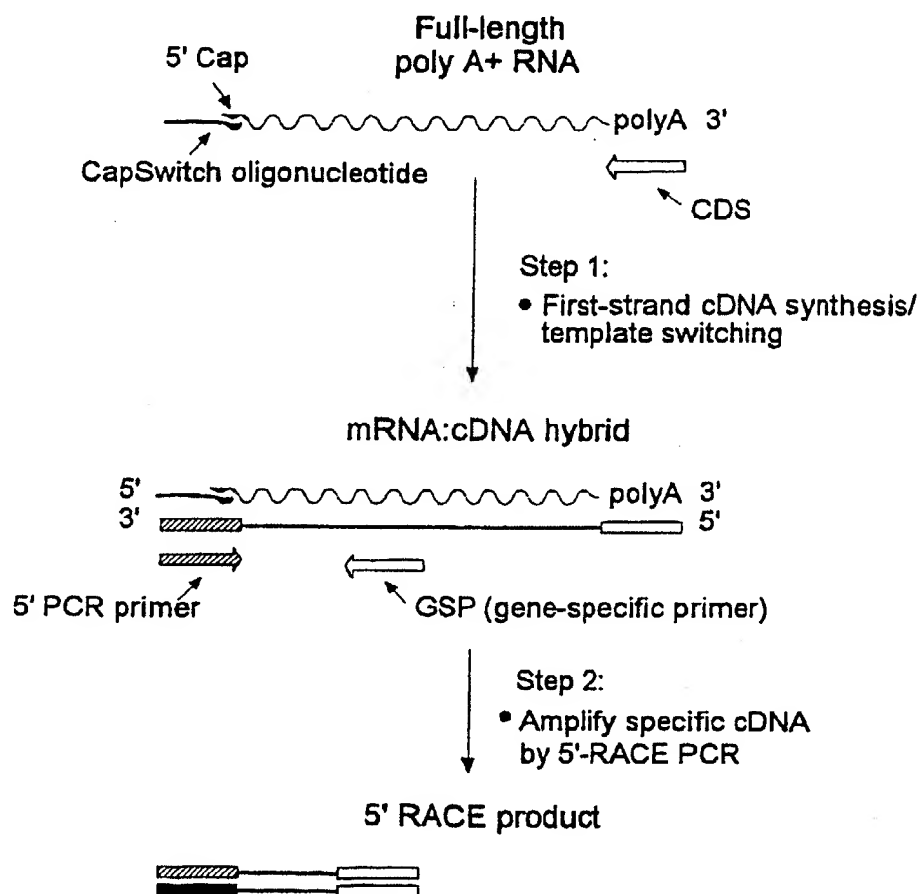 Full-length
poly A+ RNA
5' Cap
polyA 3'
CapSwitch oligonucleotide
CDS
Step 1:
• First-strand cDNA synthesis/
template switching
mRNA:cDNA hybrid
5' polyA 3'
3' 5'
5' PCR primer
GSP (gene-specific primer)
Step 2:
• Amplify specific cDNA
by 5'-RACE PCR
5' RACE product